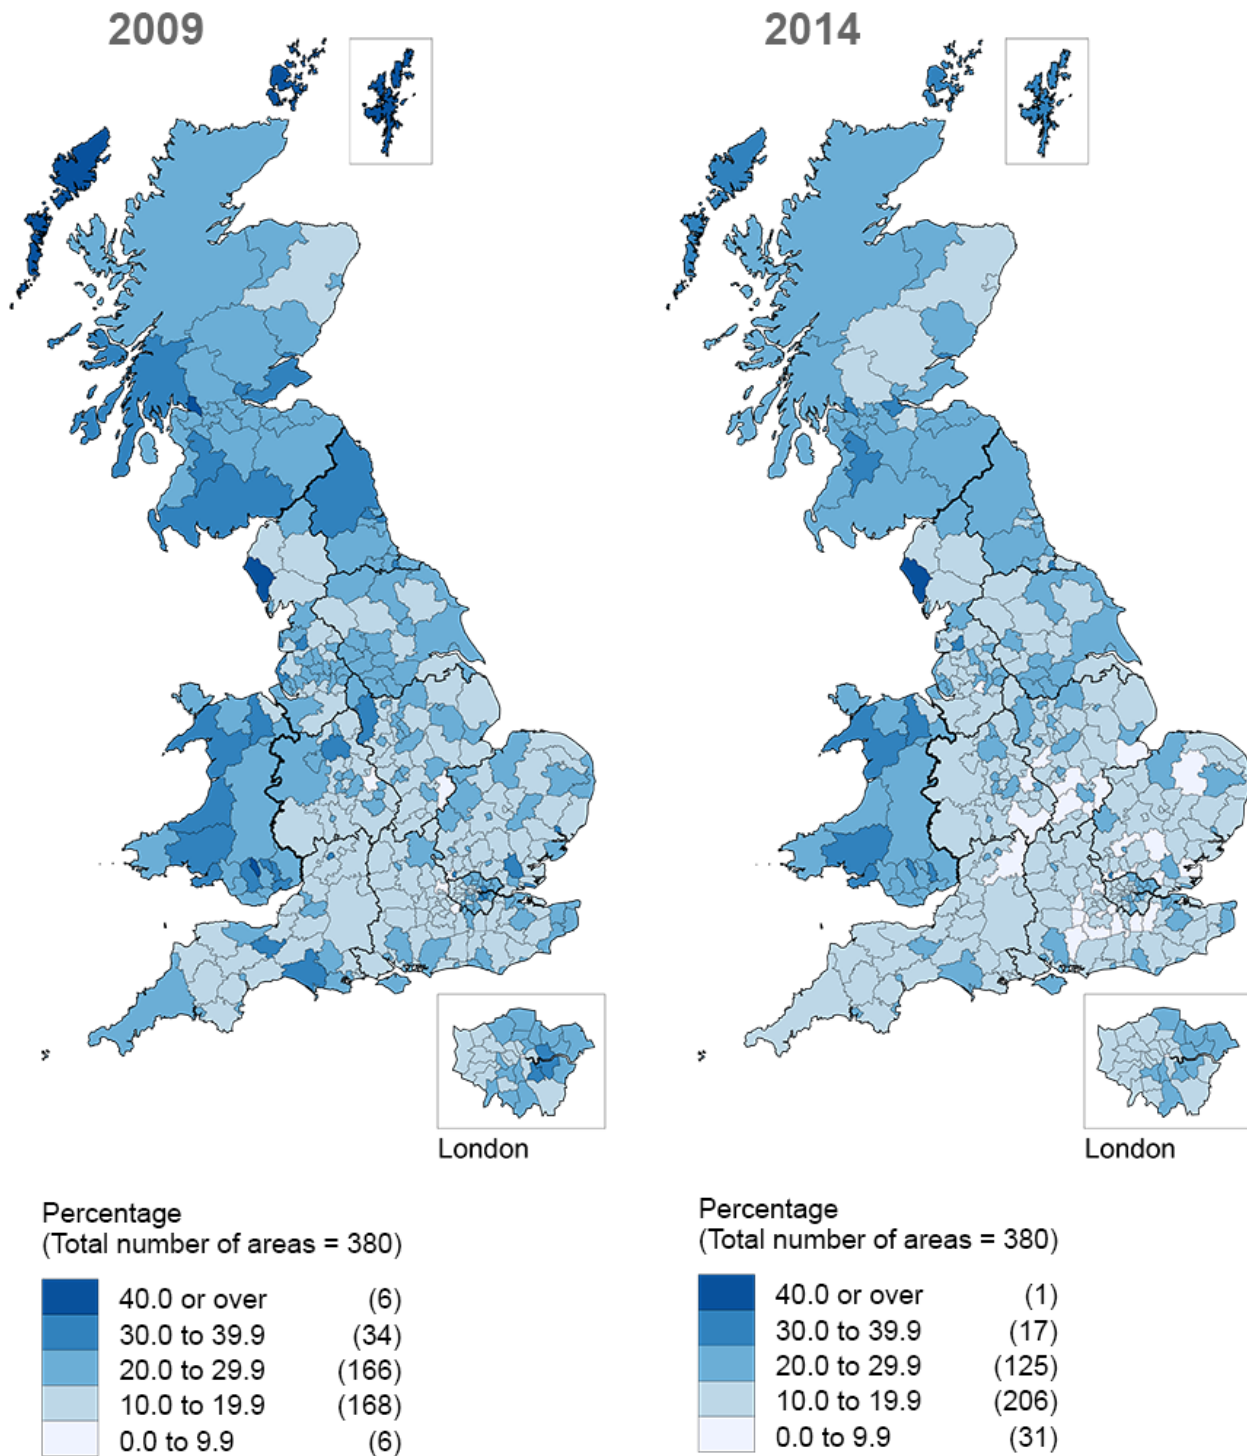 2009
2014
London
London
Percentage
(Total number of areas = 380)
40.0 or over (6)
30.0 to 39.9 (34)
20.0 to 29.9 (166)
10.0 to 19.9 (168)
0.0 to 9.9 (6)
Percentage
(Total number of areas = 380)
40.0 or over (1)
30.0 to 39.9 (17)
20.0 to 29.9 (125)
10.0 to 19.9 (206)
0.0 to 9.9 (31)